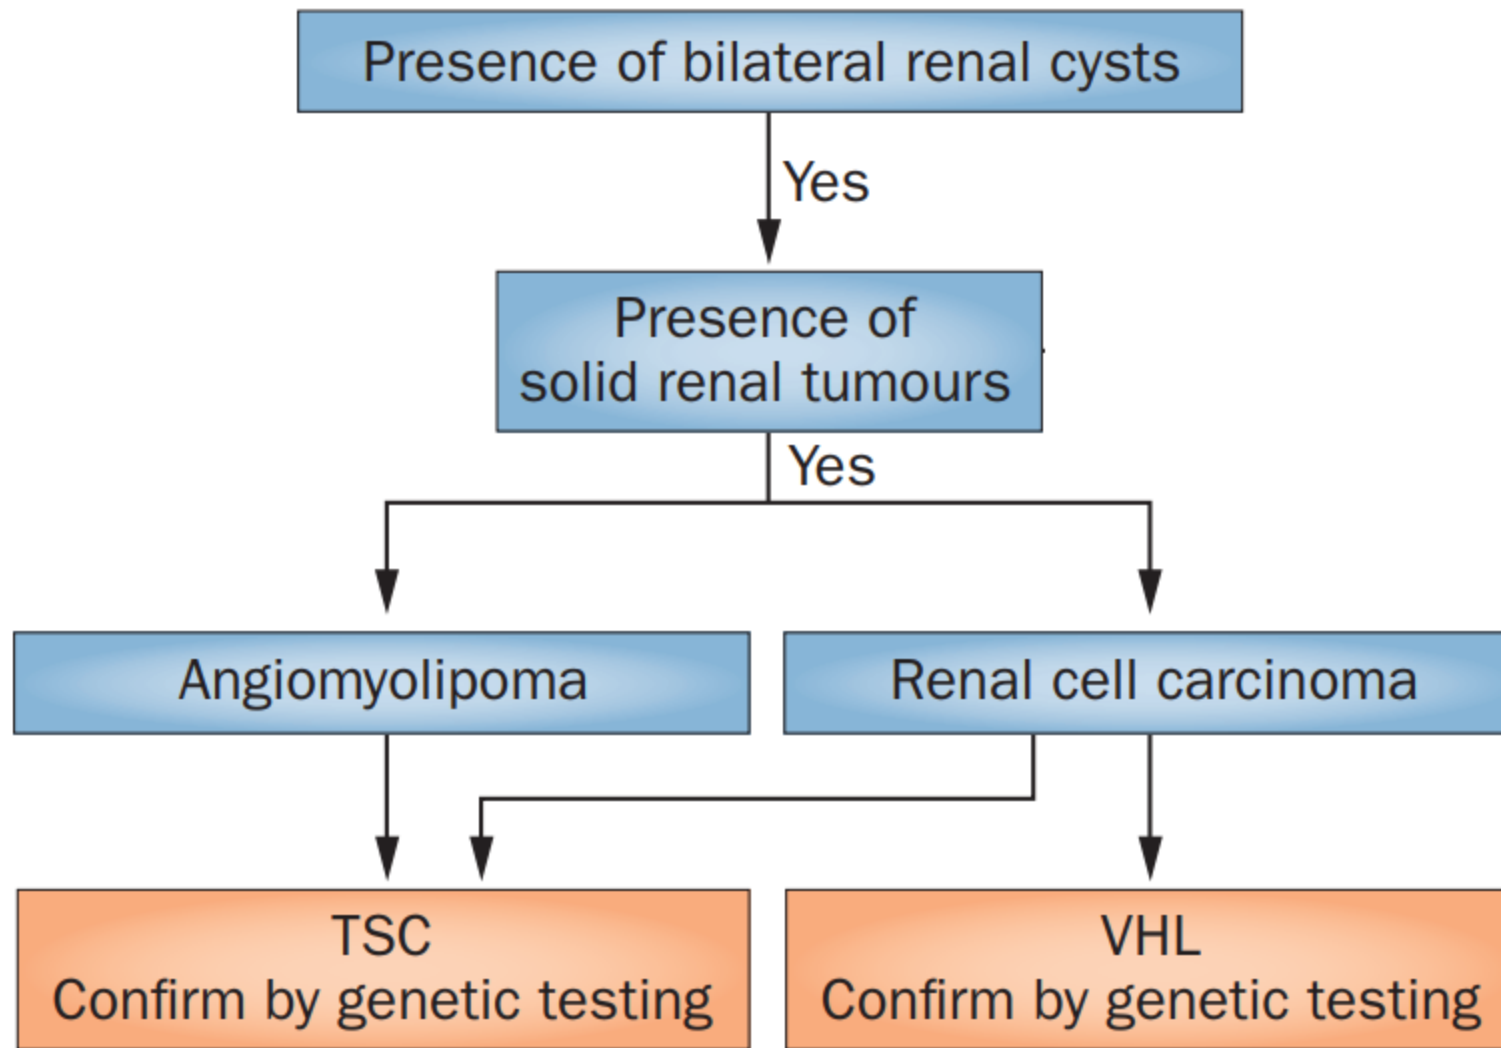 Presence of bilateral renal cysts
Yes
Presence of
solid renal tumours
Yes
Angiomyolipoma
Renal cell carcinoma
TSC
Confirm by genetic testing
VHL
Confirm by genetic testing